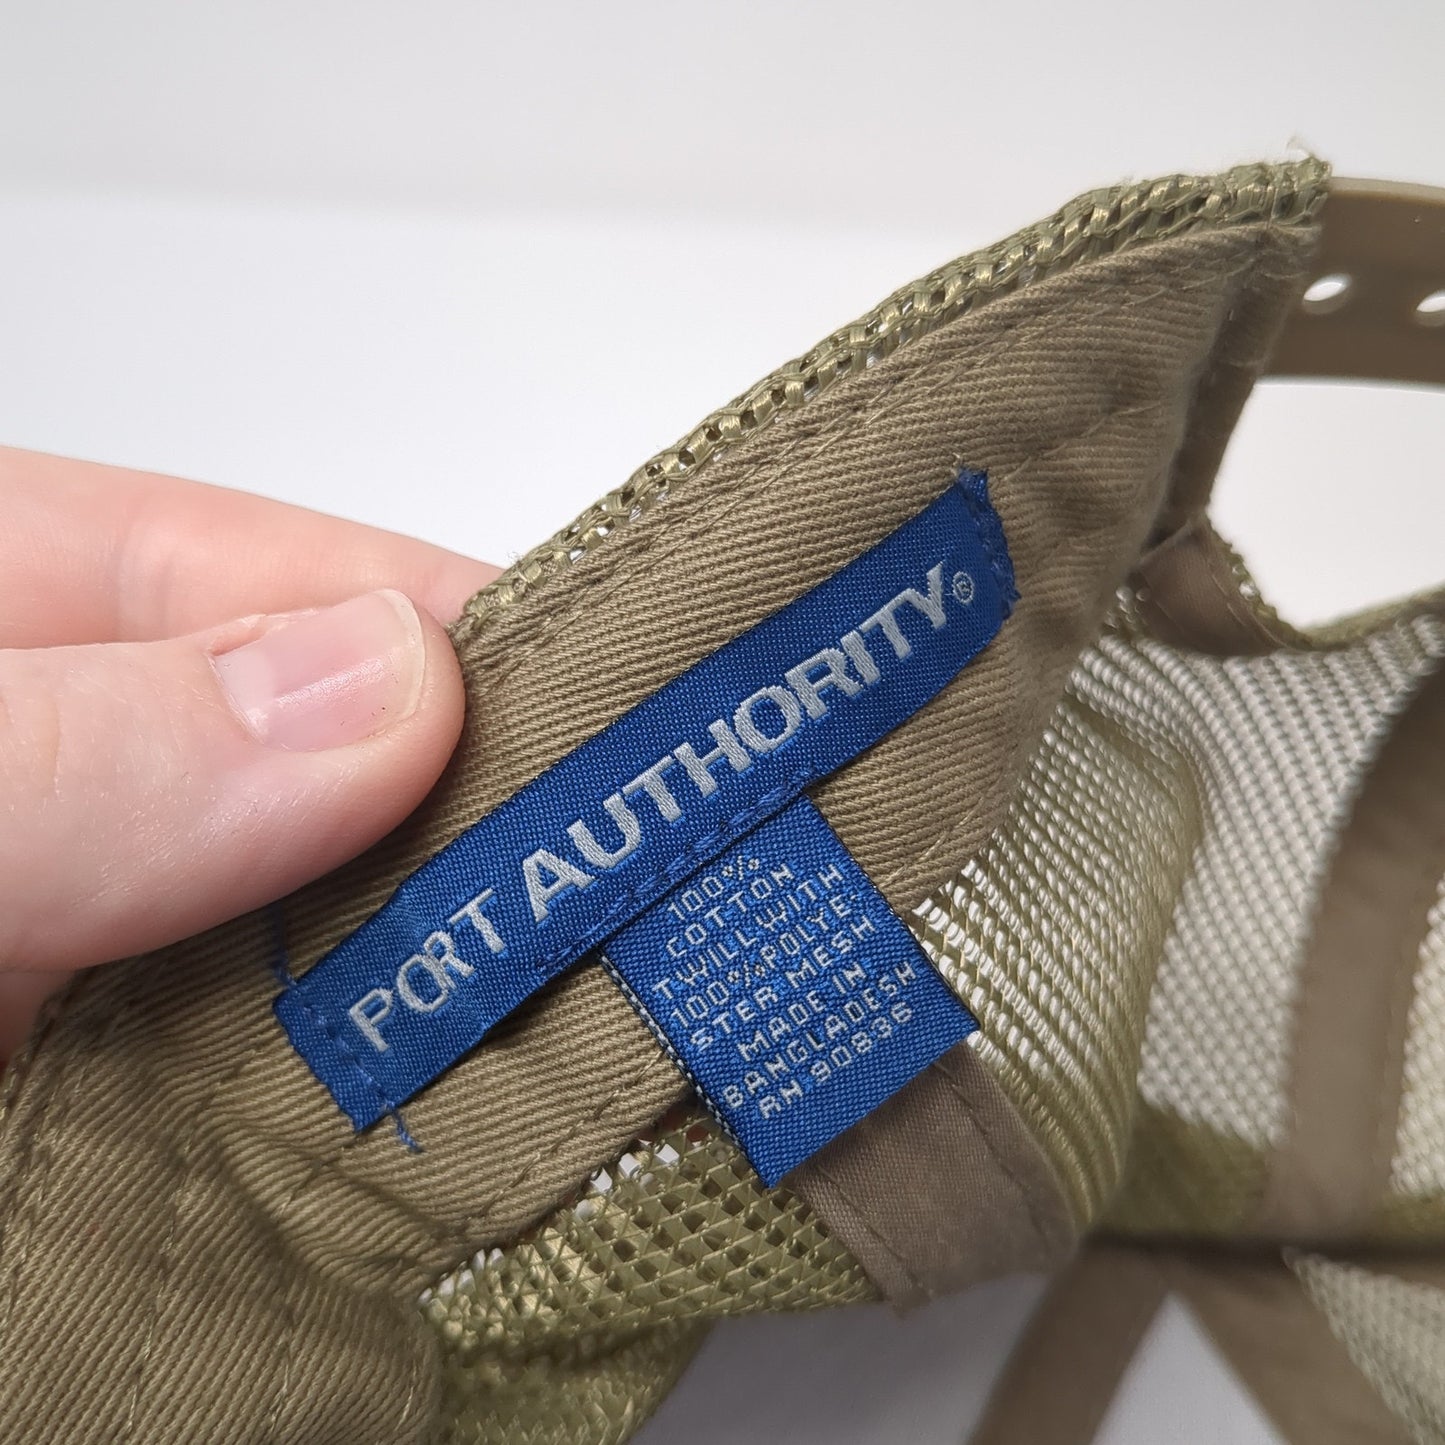 PORT AUTHORITY®
100%
COTTON
TWILL WITH
100% POLYE-
STER MESH
MADE IN
BANGLADESH
RN 90836